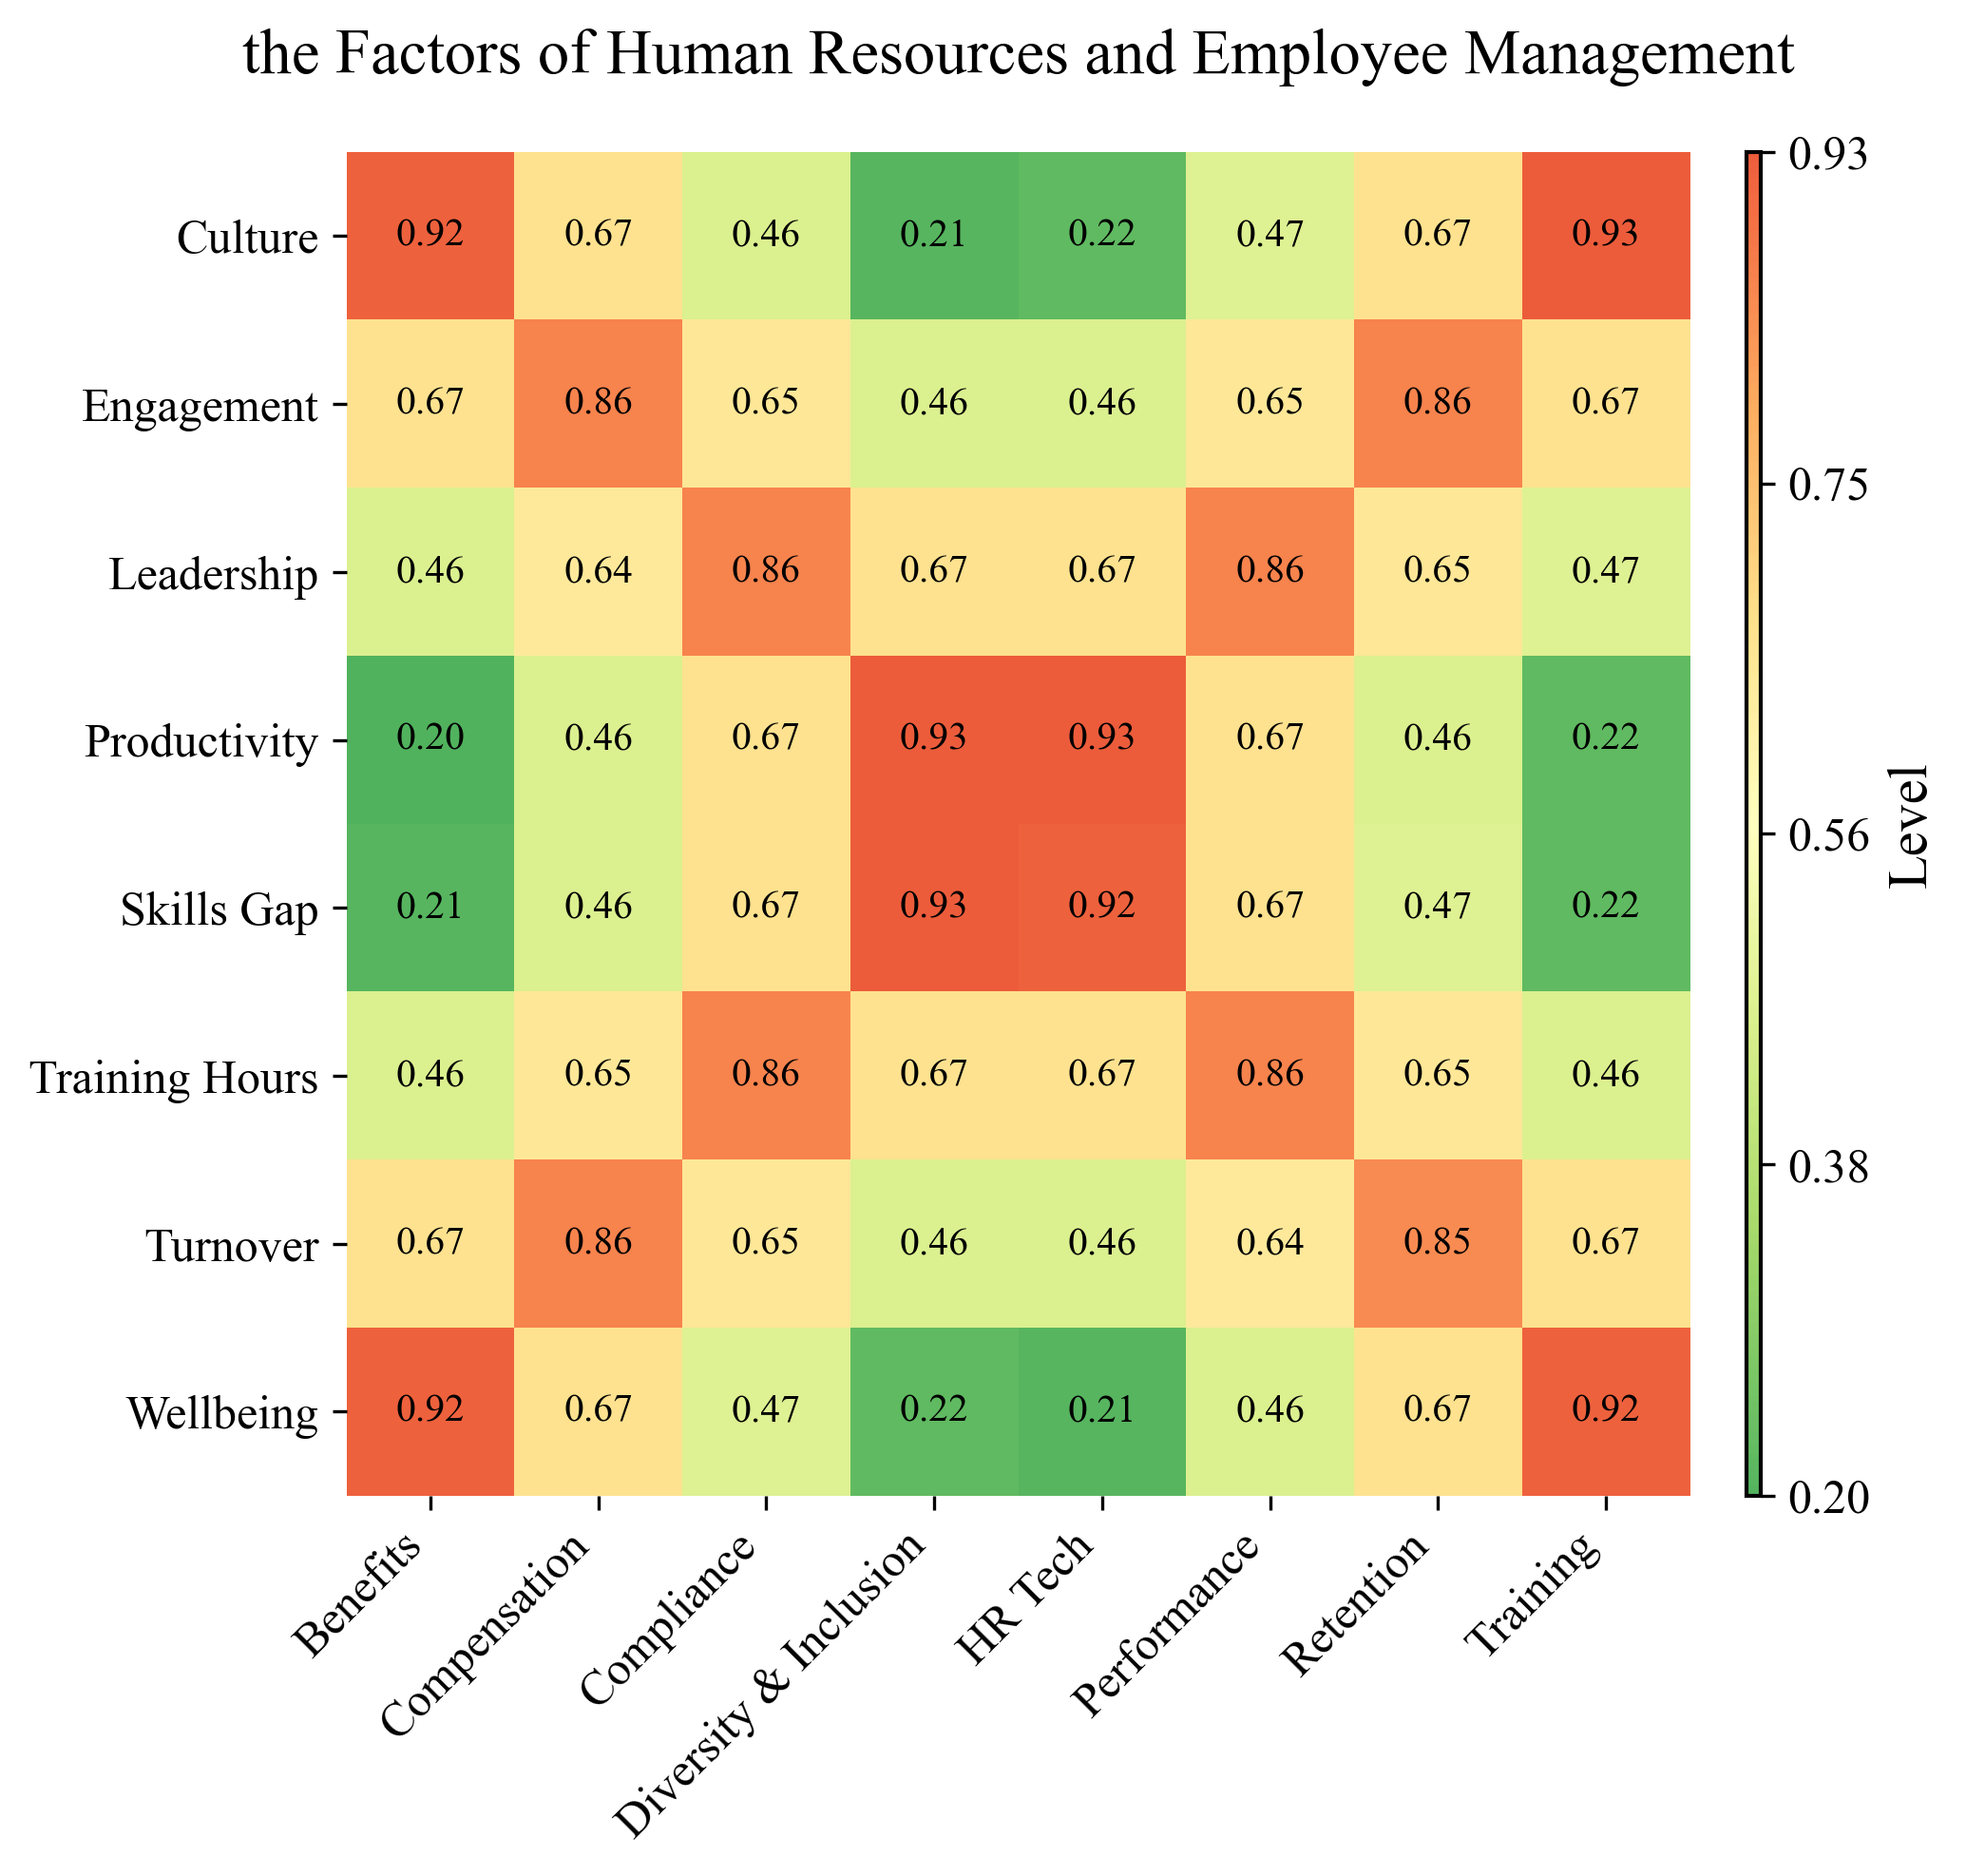 the Factors of Human Resources and Employee Management
Culture 0.92 0.67 0.46 0.21 0.22 0.47 0.67 0.93
Engagement 0.67 0.86 0.65 0.46 0.46 0.65 0.86 0.67
Leadership 0.46 0.64 0.86 0.67 0.67 0.86 0.65 0.47
Productivity 0.20 0.46 0.67 0.93 0.93 0.67 0.46 0.22
Skills Gap 0.21 0.46 0.67 0.93 0.92 0.67 0.47 0.22
Training Hours 0.46 0.65 0.86 0.67 0.67 0.86 0.65 0.46
Turnover 0.67 0.86 0.65 0.46 0.46 0.64 0.85 0.67
Wellbeing 0.92 0.67 0.47 0.22 0.21 0.46 0.67 0.92
Benefits
Compensation
Compliance
Diversity & Inclusion
HR Tech
Performance
Retention
Training
0.93
0.75
0.56
0.38
0.20
Level